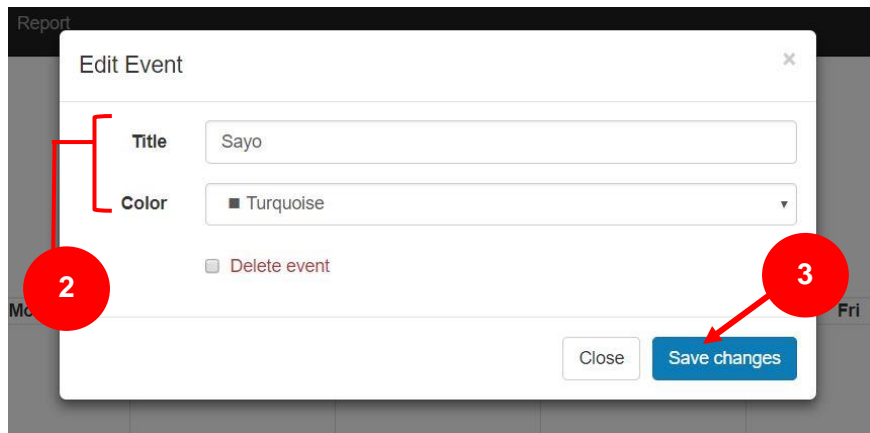 Report
Edit Event ×
Title Sayo
Color ■ Turquoise ▼
Delete event
2
3
Mo
Fri
Close Save changes